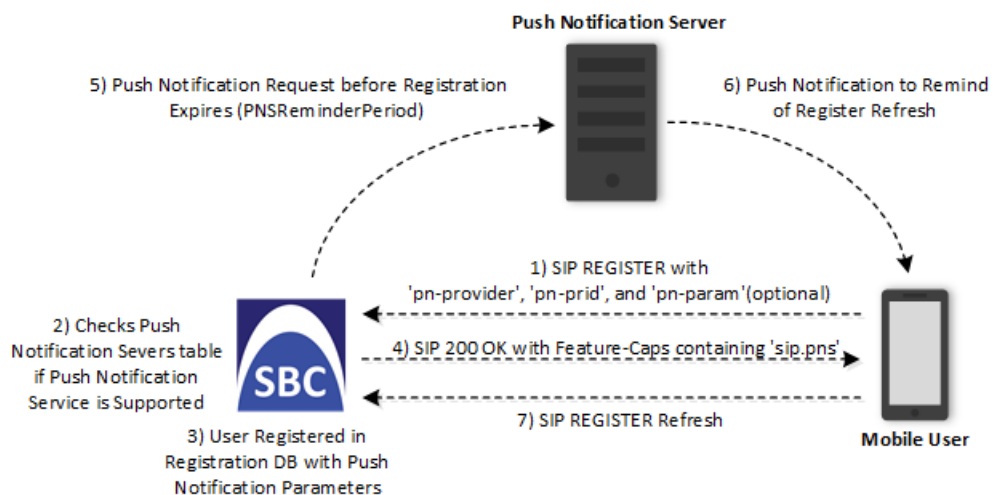 Push Notification Server
5) Push Notification Request before Registration
Expires (PNSReminderPeriod)
6) Push Notification to Remind
of Register Refresh
1) SIP REGISTER with
'pn-provider', 'pn-prid', and 'pn-param'(optional)
2) Checks Push
Notification Severs table
if Push Notification
Service is Supported
SBC
4) SIP 200 OK with Feature-Caps containing 'sip.pns'
7) SIP REGISTER Refresh
Mobile User
3) User Registered in
Registration DB with Push
Notification Parameters